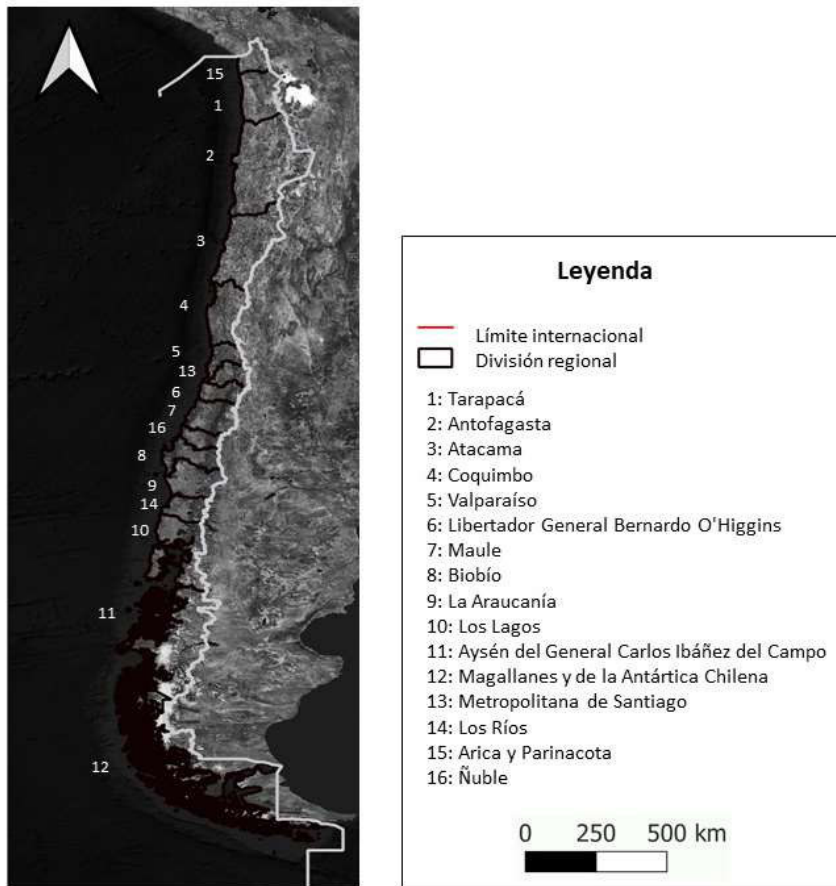 15
1
2
3
4
5
13
6
7
16
8
9
14
10
11
12
Leyenda
Límite internacional
División regional
1: Tarapacá
2: Antofagasta
3: Atacama
4: Coquimbo
5: Valparaíso
6: Libertador General Bernardo O'Higgins
7: Maule
8: Biobío
9: La Araucanía
10: Los Lagos
11: Aysén del General Carlos Ibáñez del Campo
12: Magallanes y de la Antártica Chilena
13: Metropolitana de Santiago
14: Los Ríos
15: Arica y Parinacota
16: Ñuble
0 250 500 km